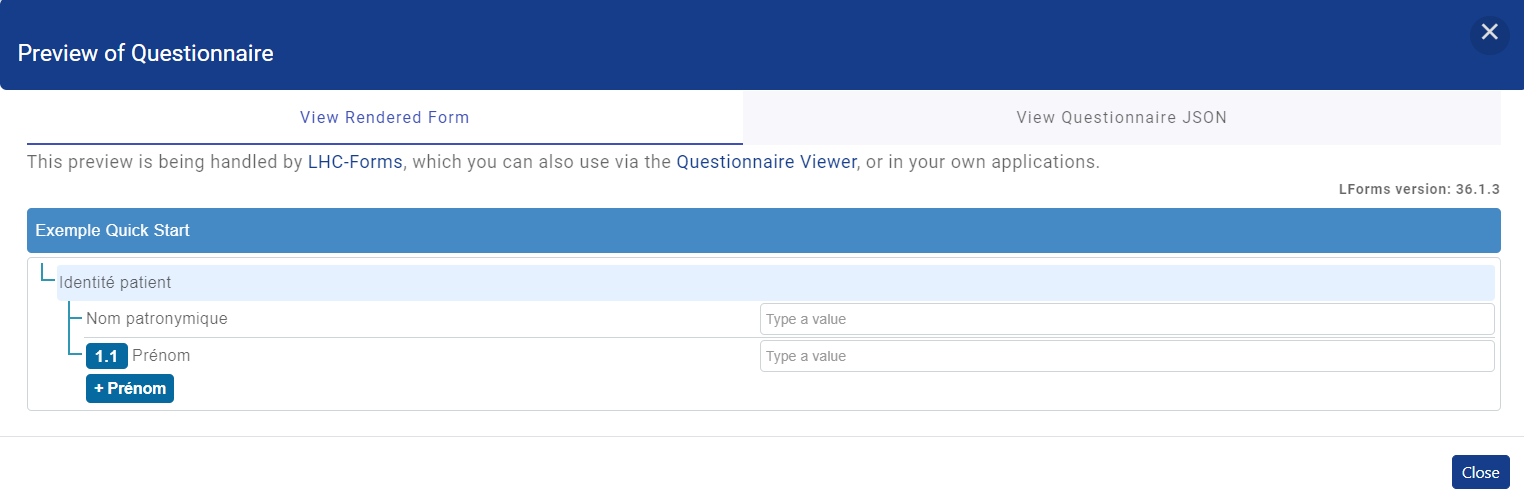 Preview of Questionnaire
View Rendered Form
View Questionnaire JSON
This preview is being handled by LHC-Forms, which you can also use via the Questionnaire Viewer, or in your own applications.
LForms version: 36.1.3
Exemple Quick Start
Identité patient
Nom patronymique
Type a value
1.1 Prénom
Type a value
+ Prénom
Close